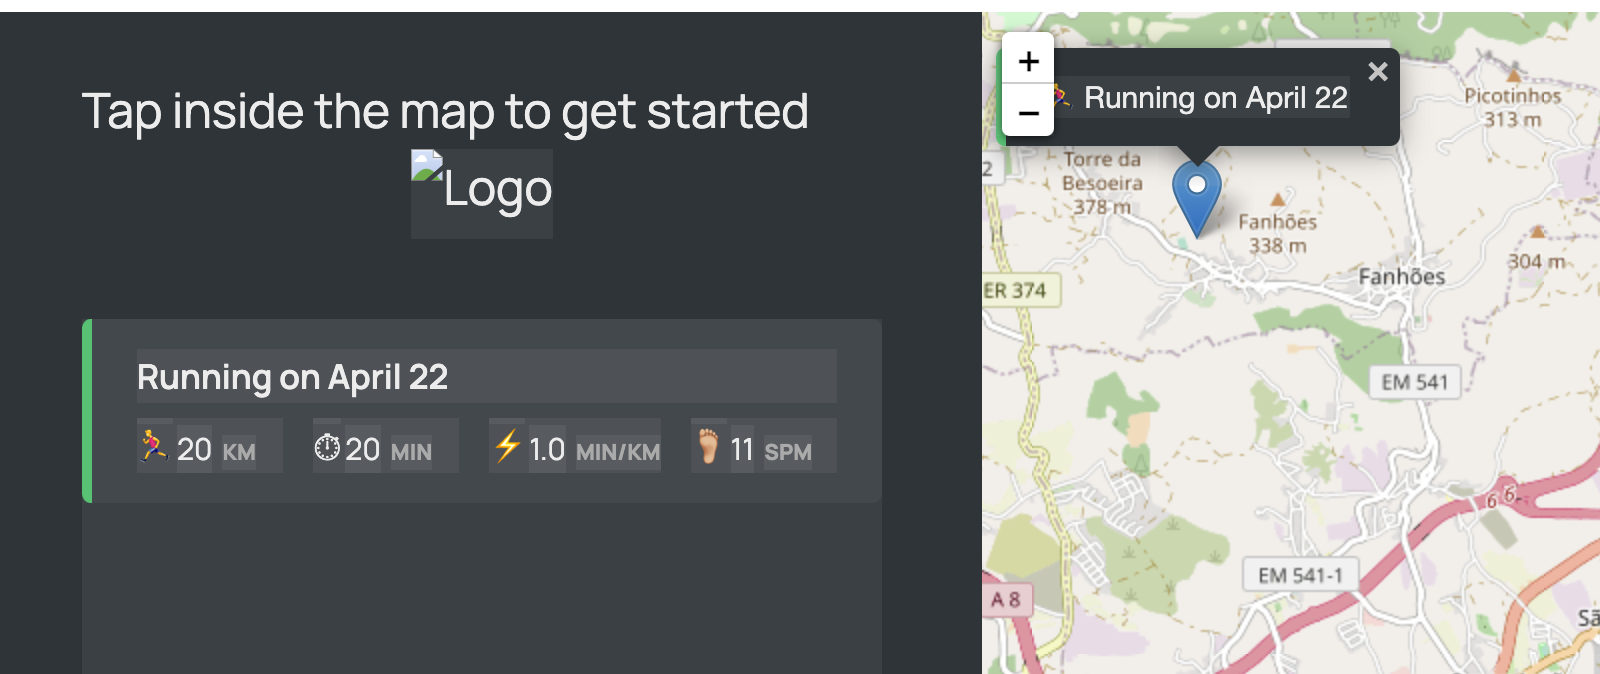 Tap inside the map to get started
Logo
Running on April 22
20 KM 20 MIN 1.0 MIN/KM 11 SPM
+
−
Running on April 22
×
Picotinhos
313 m
2
Torre da
Besoeira
378 m
Fanhões
338 m
304 m
Fanhões
ER 374
EM 541
6 6
EM 541-1
A 8
Sã